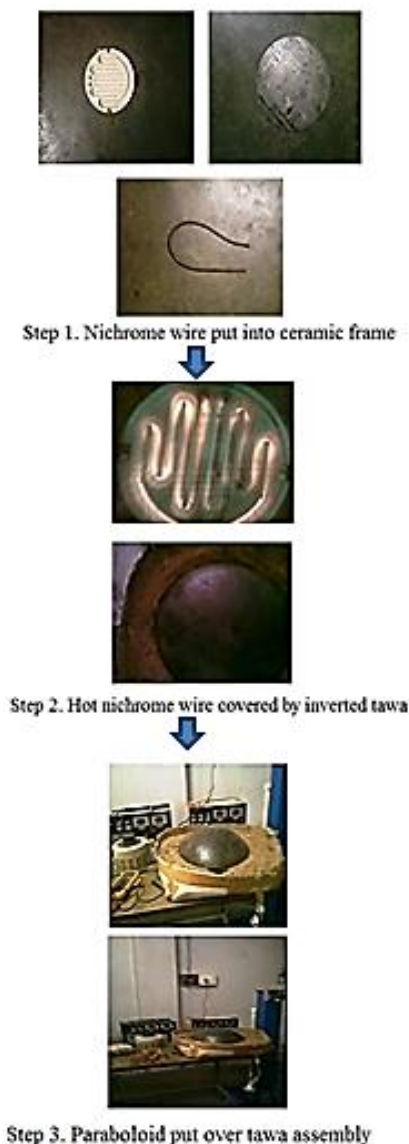 Step 1. Nichrome wire put into ceramic frame
Step 2. Hot nichrome wire covered by inverted tawa
Step 3. Paraboloid put over tawa assembly